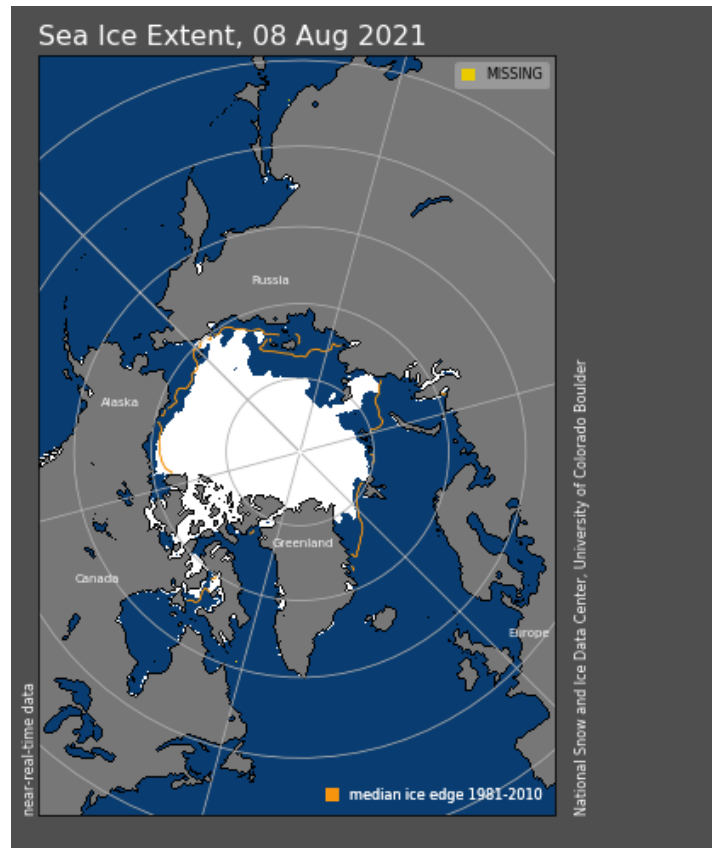 Sea Ice Extent, 08 Aug 2021
MISSING
Russia
Alaska
Greenland
Canada
Europe
near-real-time data
National Snow and Ice Data Center, University of Colorado Boulder
median ice edge 1981-2010